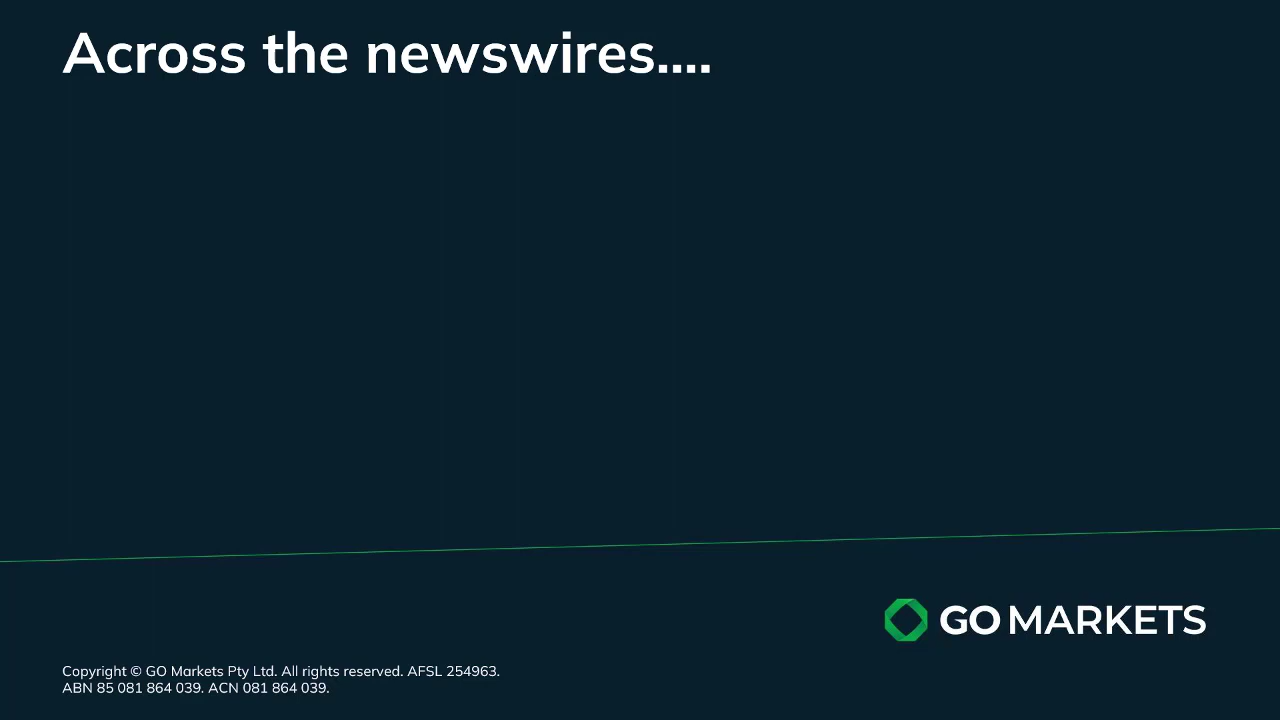 Across the newswires....
GO MARKETS
Copyright © GO Markets Pty Ltd. All rights reserved. AFSL 254963.
ABN 85 081 864 039. ACN 081 864 039.